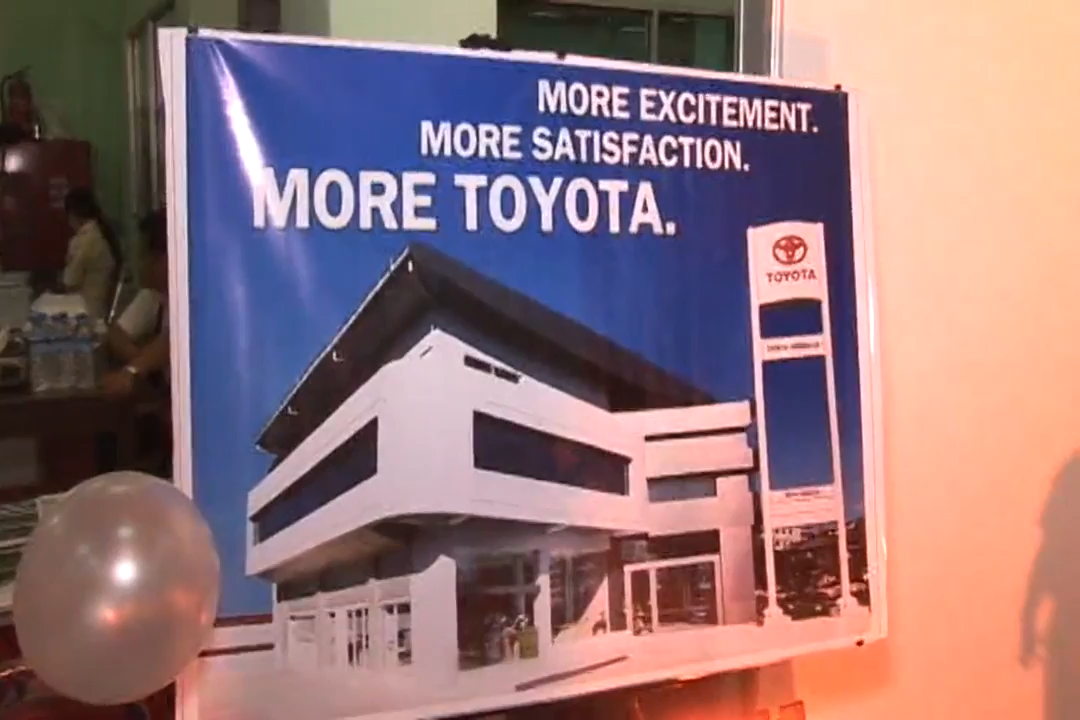 MORE EXCITEMENT.
MORE SATISFACTION.
MORE TOYOTA.
TOYOTA